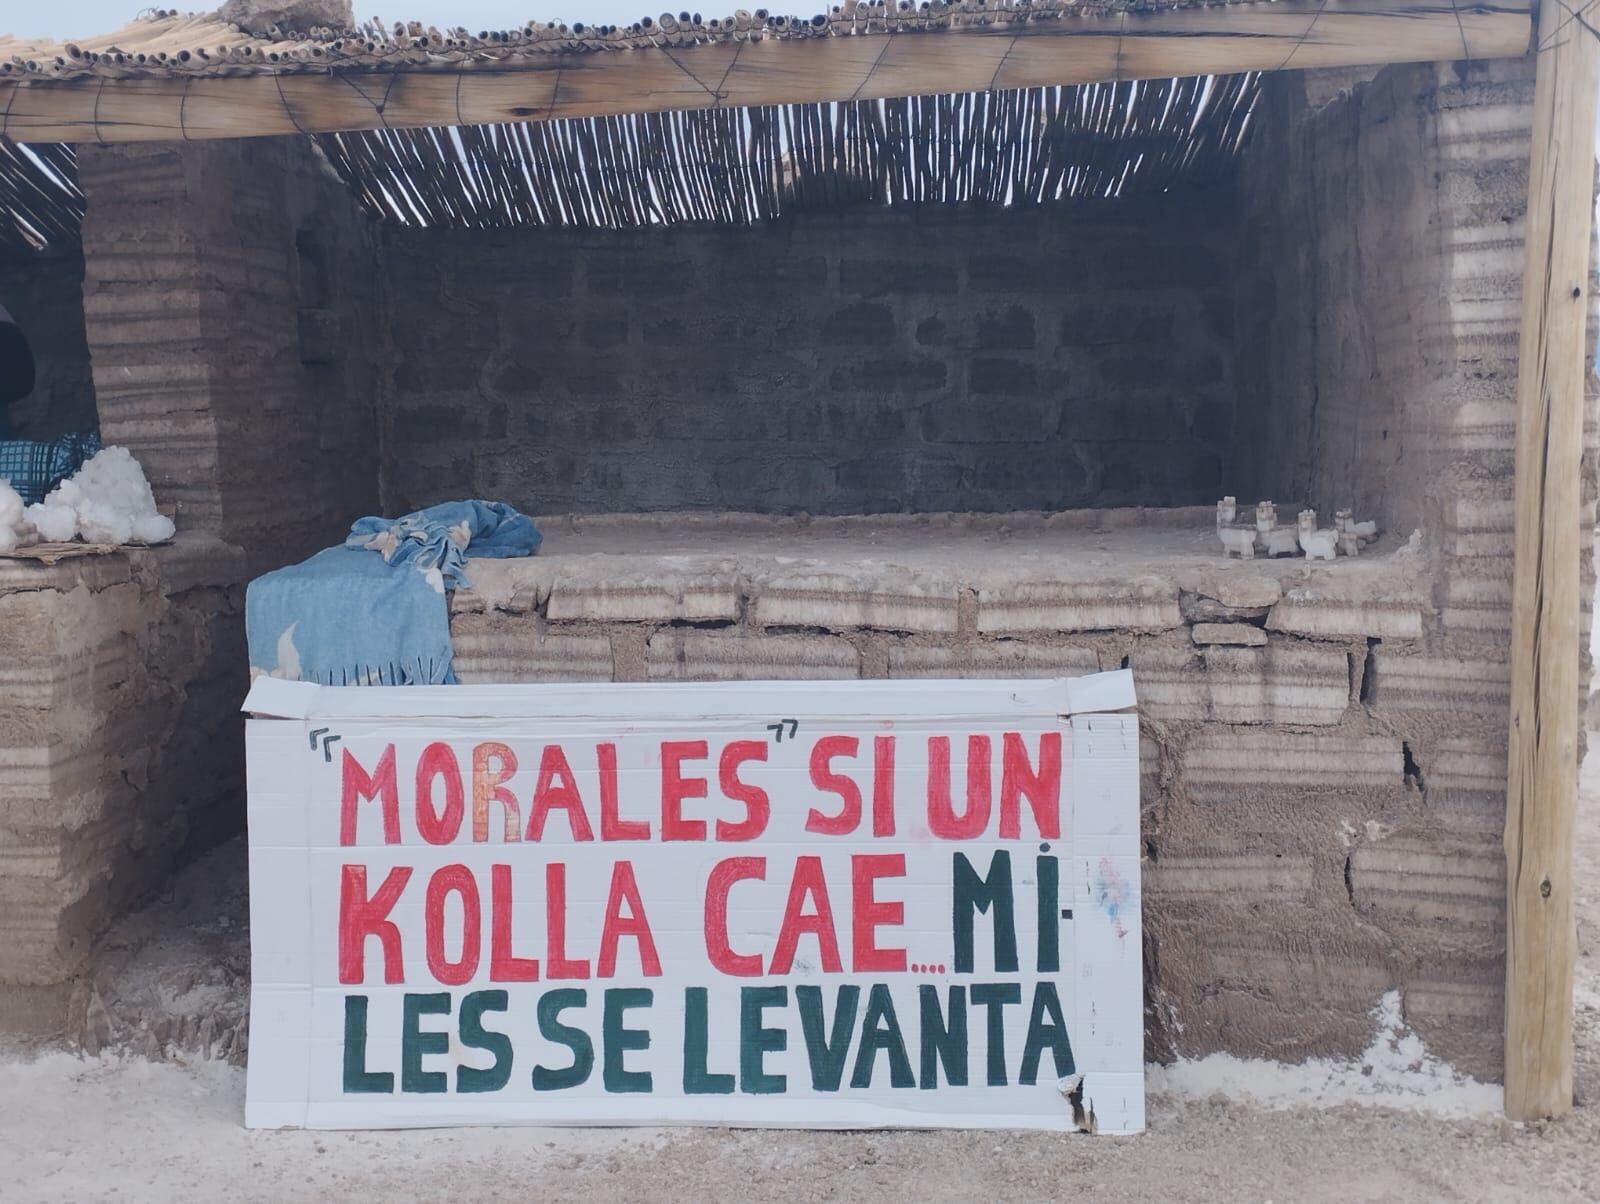 "MORALES" SI UN
KOLLA CAE.... Mi-
LES SE LEVANTA